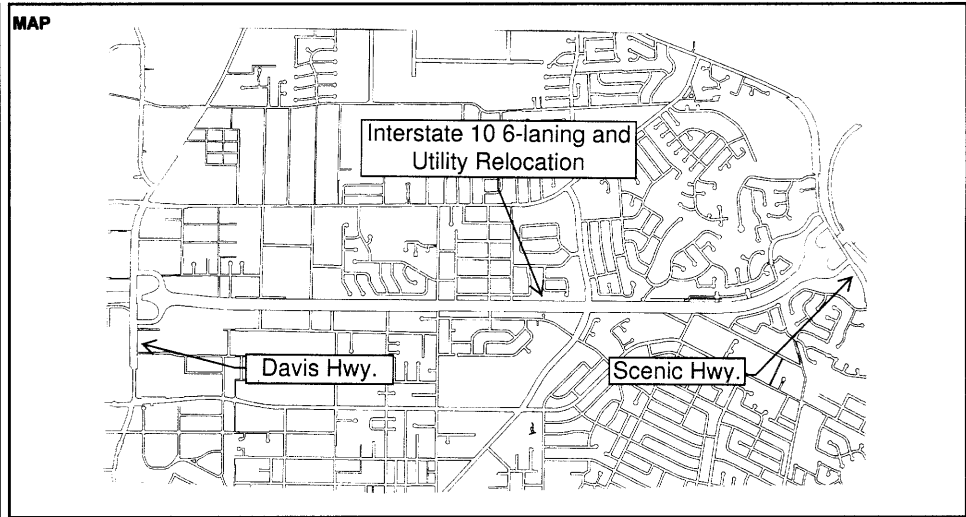 MAP
Interstate 10 6-laning and
Utility Relocation
Davis Hwy.
Scenic Hwy.